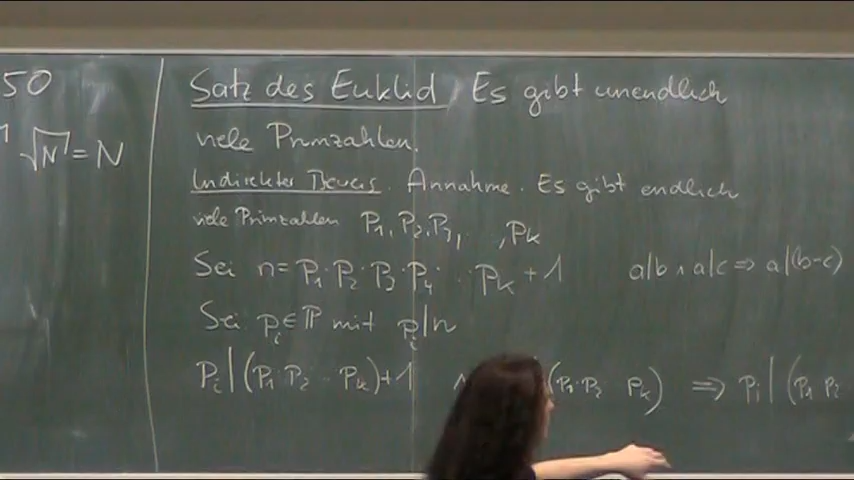 50
√N = N
Satz des Euklid Es gibt unendlich
viele Primzahlen.
Indirekter Beweis. Annahme. Es gibt endlich
viele Primzahlen P₁, P₂, P₃, . , Pₖ
Sei n = P₁·P₂·P₃·P₄ ·· Pₖ + 1
a|b ∧ a|c ⇒ a|(b-c)
Sei pᵢ ∈ ℙ mit pᵢ|n
Pᵢ|(P₁·P₂ ·· Pₖ)+1 ∧ (P₁·P₂ Pₖ) ⇒ Pᵢ|(P₁ P₂